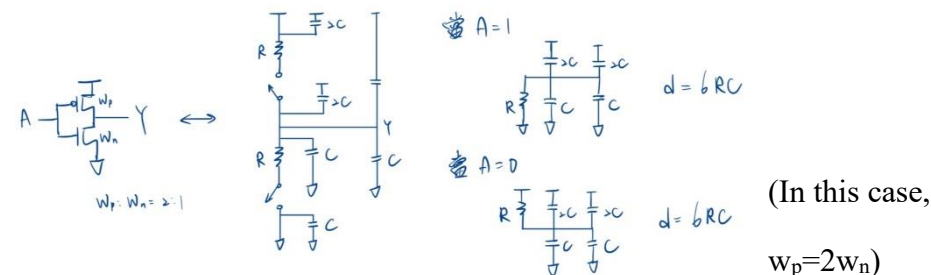 A
Wp
Wn
Y
Wp:Wn=2:1
R
2C
2C
Y
R
C
C
C
當 A=1
2C
2C
R
C
C
d=6RC
當 A=0
R
2C
2C
C
C
d=6RC
(In this case,
wp=2wn)